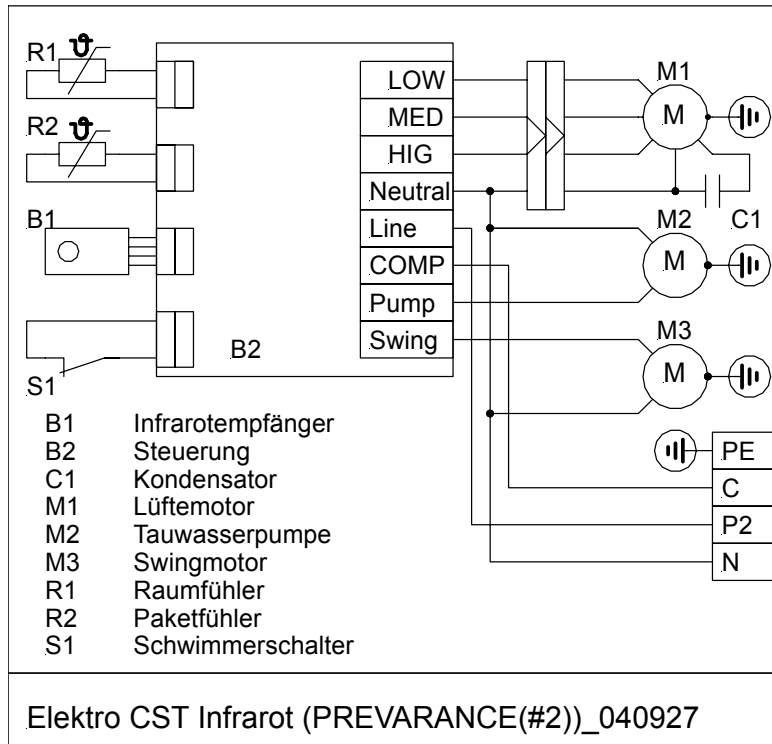 R1 ϑ
R2 ϑ
B1
S1
B2
LOW
MED
HIG
Neutral
Line
COMP
Pump
Swing
M1
M
C1
M2
M
M3
M
PE
C
P2
N
B1 Infrarotempfänger
B2 Steuerung
C1 Kondensator
M1 Lüftemotor
M2 Tauwasserpumpe
M3 Swingmotor
R1 Raumfühler
R2 Paketfühler
S1 Schwimmerschalter
Elektro CST Infrarot (PREVARANCE(#2))_040927